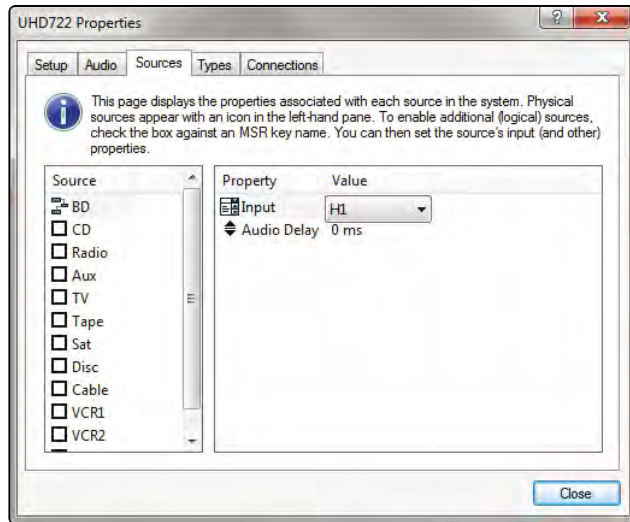 UHD722 Properties
?
X
Setup Audio Sources Types Connections
i
This page displays the properties associated with each source in the system. Physical
sources appear with an icon in the left-hand pane. To enable additional (logical) sources,
check the box against an MSR key name. You can then set the source's input (and other)
properties.
Source
BD
CD
Radio
Aux
TV
Tape
Sat
Disc
Cable
VCR1
VCR2
Property Value
Input H1
Audio Delay 0 ms
Close